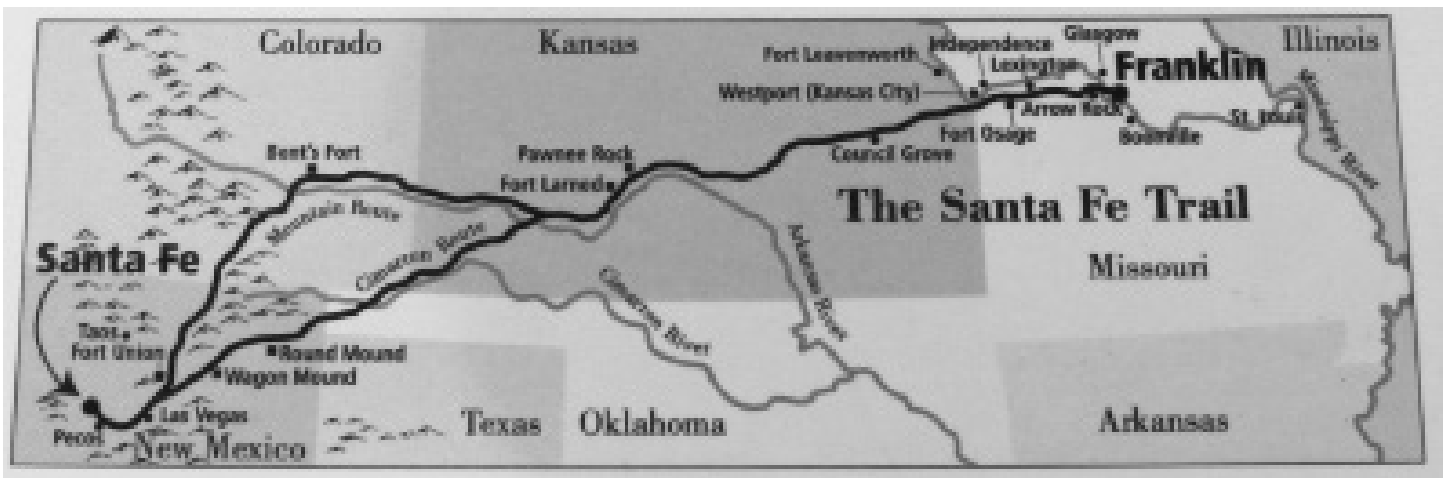 Colorado
Kansas
Illinois
Glasgow
Independence
Fort Leavenworth
Lexington
Franklin
Westport (Kansas City)
Arrow Rock
St. Louis
Mississippi River
Fort Osage
Boonville
Council Grove
Bent's Fort
Pawnee Rock
Fort Larned
Mountain Route
Cimarron Route
The Santa Fe Trail
Arkansas River
Santa Fe
Missouri
Cimarron River
Taos
Fort Union
Round Mound
Wagon Mound
Las Vegas
Pecos
New Mexico
Texas
Oklahoma
Arkansas